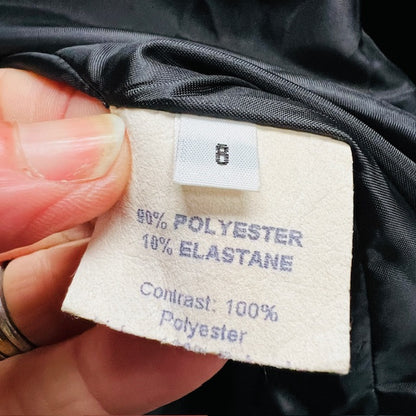 8
90% POLYESTER
10% ELASTANE
Contrast: 100%
Polyester